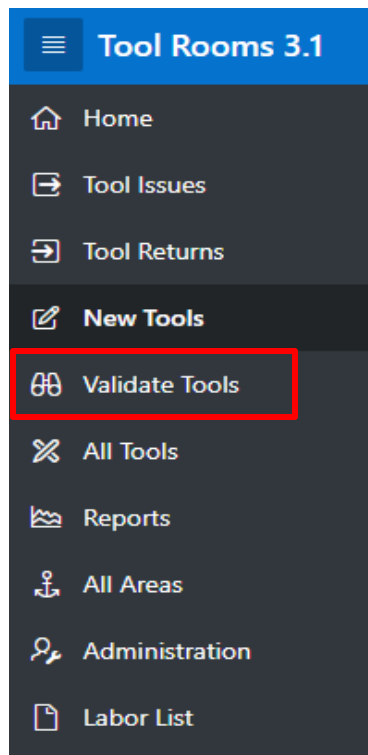 Tool Rooms 3.1
Home
Tool Issues
Tool Returns
New Tools
Validate Tools
All Tools
Reports
All Areas
Administration
Labor List